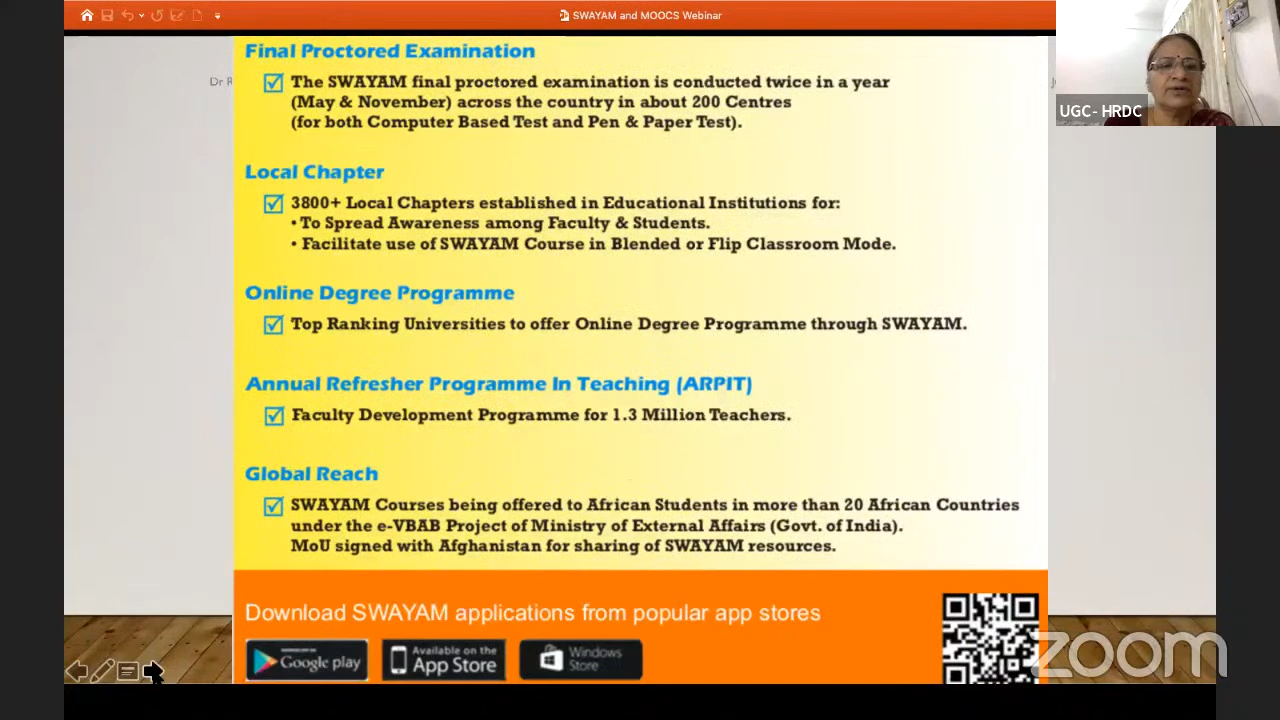 SWAYAM and MOOCS Webinar
Final Proctored Examination
Dr R
The SWAYAM final proctored examination is conducted twice in a year
(May & November) across the country in about 200 Centres
(for both Computer Based Test and Pen & Paper Test).
UGC- HRDC
Local Chapter
3800+ Local Chapters established in Educational Institutions for:
• To Spread Awareness among Faculty & Students.
• Facilitate use of SWAYAM Course in Blended or Flip Classroom Mode.
Online Degree Programme
Top Ranking Universities to offer Online Degree Programme through SWAYAM.
Annual Refresher Programme In Teaching (ARPIT)
Faculty Development Programme for 1.3 Million Teachers.
Global Reach
SWAYAM Courses being offered to African Students in more than 20 African Countries
under the e-VBAB Project of Ministry of External Affairs (Govt. of India).
MoU signed with Afghanistan for sharing of SWAYAM resources.
Download SWAYAM applications from popular app stores
Google play
Available on the
App Store
Windows
Store
zoom